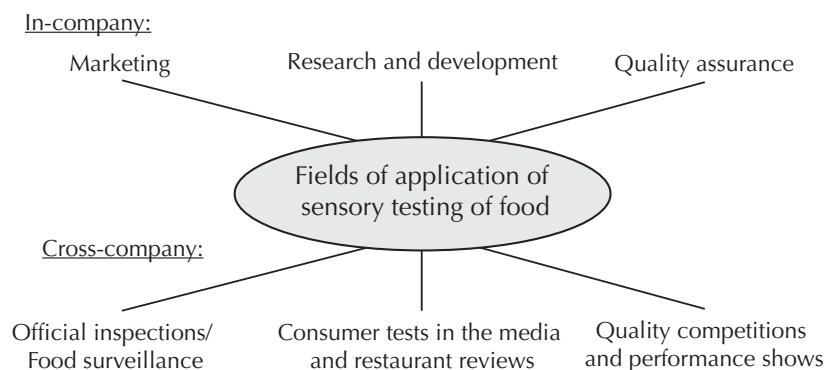 In-company:
Marketing
Research and development
Quality assurance
Fields of application of
sensory testing of food
Cross-company:
Official inspections/
Food surveillance
Consumer tests in the media
and restaurant reviews
Quality competitions
and performance shows